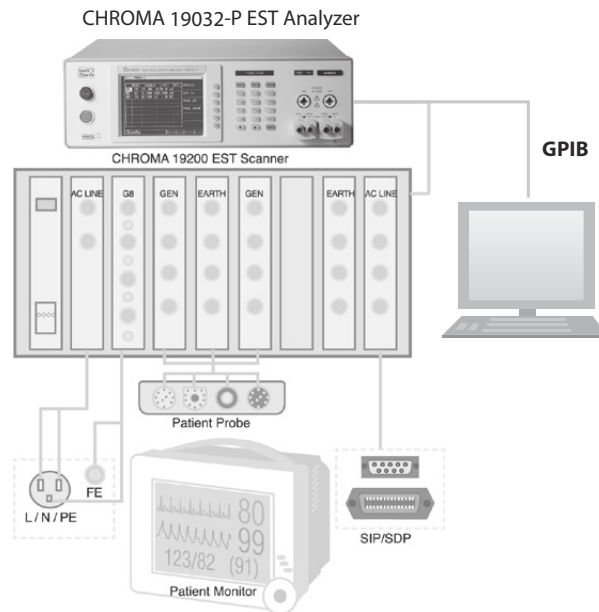 CHROMA 19032-P EST Analyzer
CHROMA 19200 EST Scanner
GPIB
AC LINE G8 GEN EARTH GEN EARTH AC LINE
Patient Probe
FE
L / N / PE
SIP/SDP
80
99
123/82 (91)
Patient Monitor